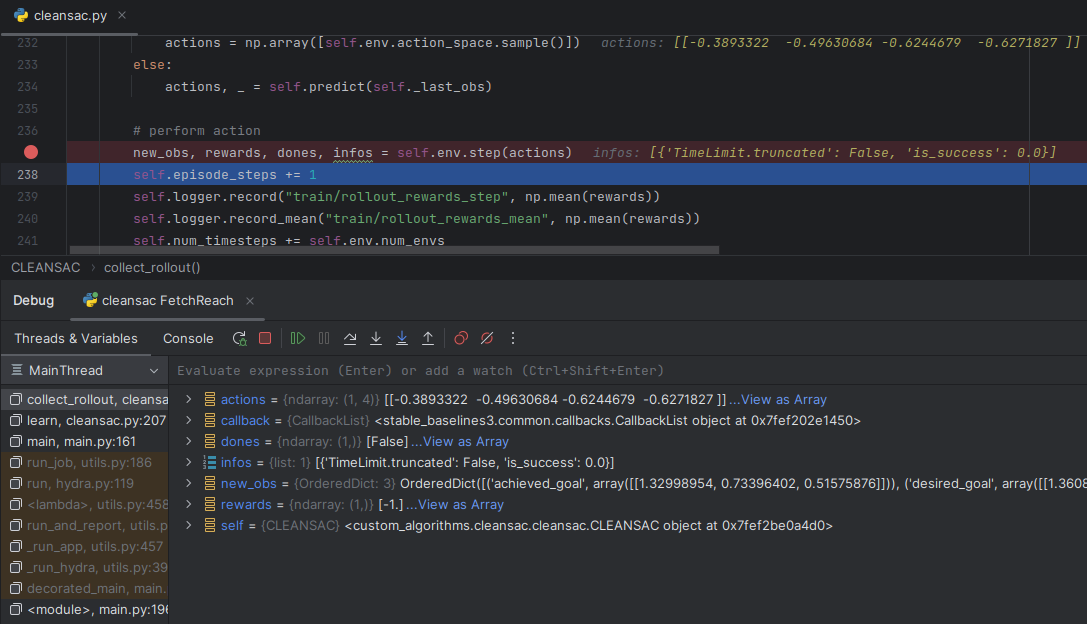 cleansac.py
232 actions = np.array([self.env.action_space.sample()]) actions: [[-0.3893322 -0.49630684 -0.6244679 -0.6271827 ]]
233 else:
234 actions, _ = self.predict(self._last_obs)
235
236 # perform action
new_obs, rewards, dones, infos = self.env.step(actions) infos: [{'TimeLimit.truncated': False, 'is_success': 0.0}]
238 self.episode_steps += 1
239 self.logger.record("train/rollout_rewards_step", np.mean(rewards))
240 self.logger.record_mean("train/rollout_rewards_mean", np.mean(rewards))
241 self.num_timesteps += self.env.num_envs
CLEANSAC › collect_rollout()
Debug cleansac FetchReach
Threads & Variables Console
MainThread
Evaluate expression (Enter) or add a watch (Ctrl+Shift+Enter)
collect_rollout, cleansa
learn, cleansac.py:207
main, main.py:161
run_job, utils.py:186
run, hydra.py:119
<lambda>, utils.py:458
run_and_report, utils.p
_run_app, utils.py:457
_run_hydra, utils.py:39
decorated_main, main.
<module>, main.py:196
actions = {ndarray: (1, 4)} [[-0.3893322 -0.49630684 -0.6244679 -0.6271827 ]] ...View as Array
callback = {CallbackList} <stable_baselines3.common.callbacks.CallbackList object at 0x7fef202e1450>
dones = {ndarray: (1,)} [False] ...View as Array
infos = {list: 1} [{'TimeLimit.truncated': False, 'is_success': 0.0}]
new_obs = {OrderedDict: 3} OrderedDict([('achieved_goal', array([[1.32998954, 0.73396402, 0.51575876]])), ('desired_goal', array([[1.3608
rewards = {ndarray: (1,)} [-1.] ...View as Array
self = {CLEANSAC} <custom_algorithms.cleansac.cleansac.CLEANSAC object at 0x7fef2be0a4d0>